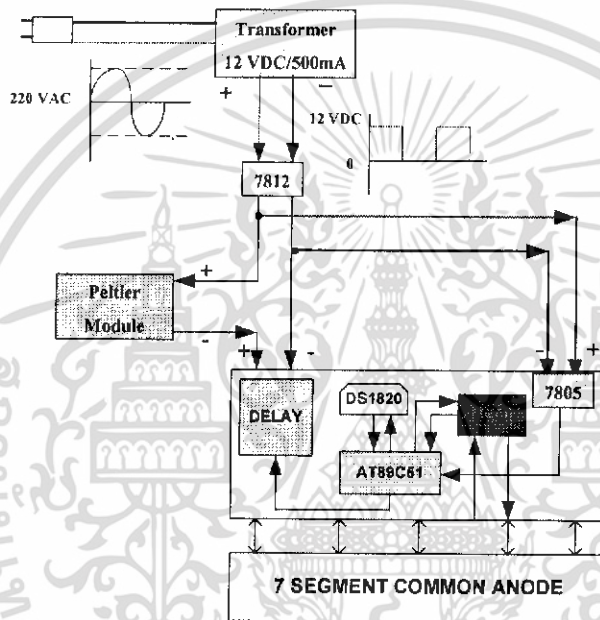 Transformer
12 VDC/500mA
+ −
220 VAC
12 VDC
0
7812
+
Peltier
Module
-
+ -
- +
7805
DELAY
DS1820
AT89C51
7 SEGMENT COMMON ANODE